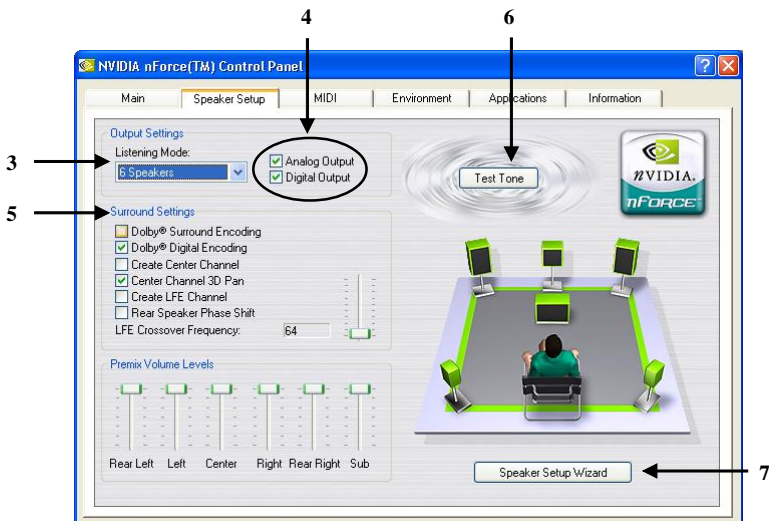 4
6
NVIDIA nForce(TM) Control Panel
Main
Speaker Setup
MIDI
Environment
Applications
Information
Output Settings
3
Listening Mode:
6 Speakers
Analog Output
Digital Output
Test Tone
nVIDIA.
nFORCE
5
Surround Settings
Dolby® Surround Encoding
Dolby® Digital Encoding
Create Center Channel
Center Channel 3D Pan
Create LFE Channel
Rear Speaker Phase Shift
LFE Crossover Frequency: 64
Premix Volume Levels
Rear Left Left Center Right Rear Right Sub
Speaker Setup Wizard
7